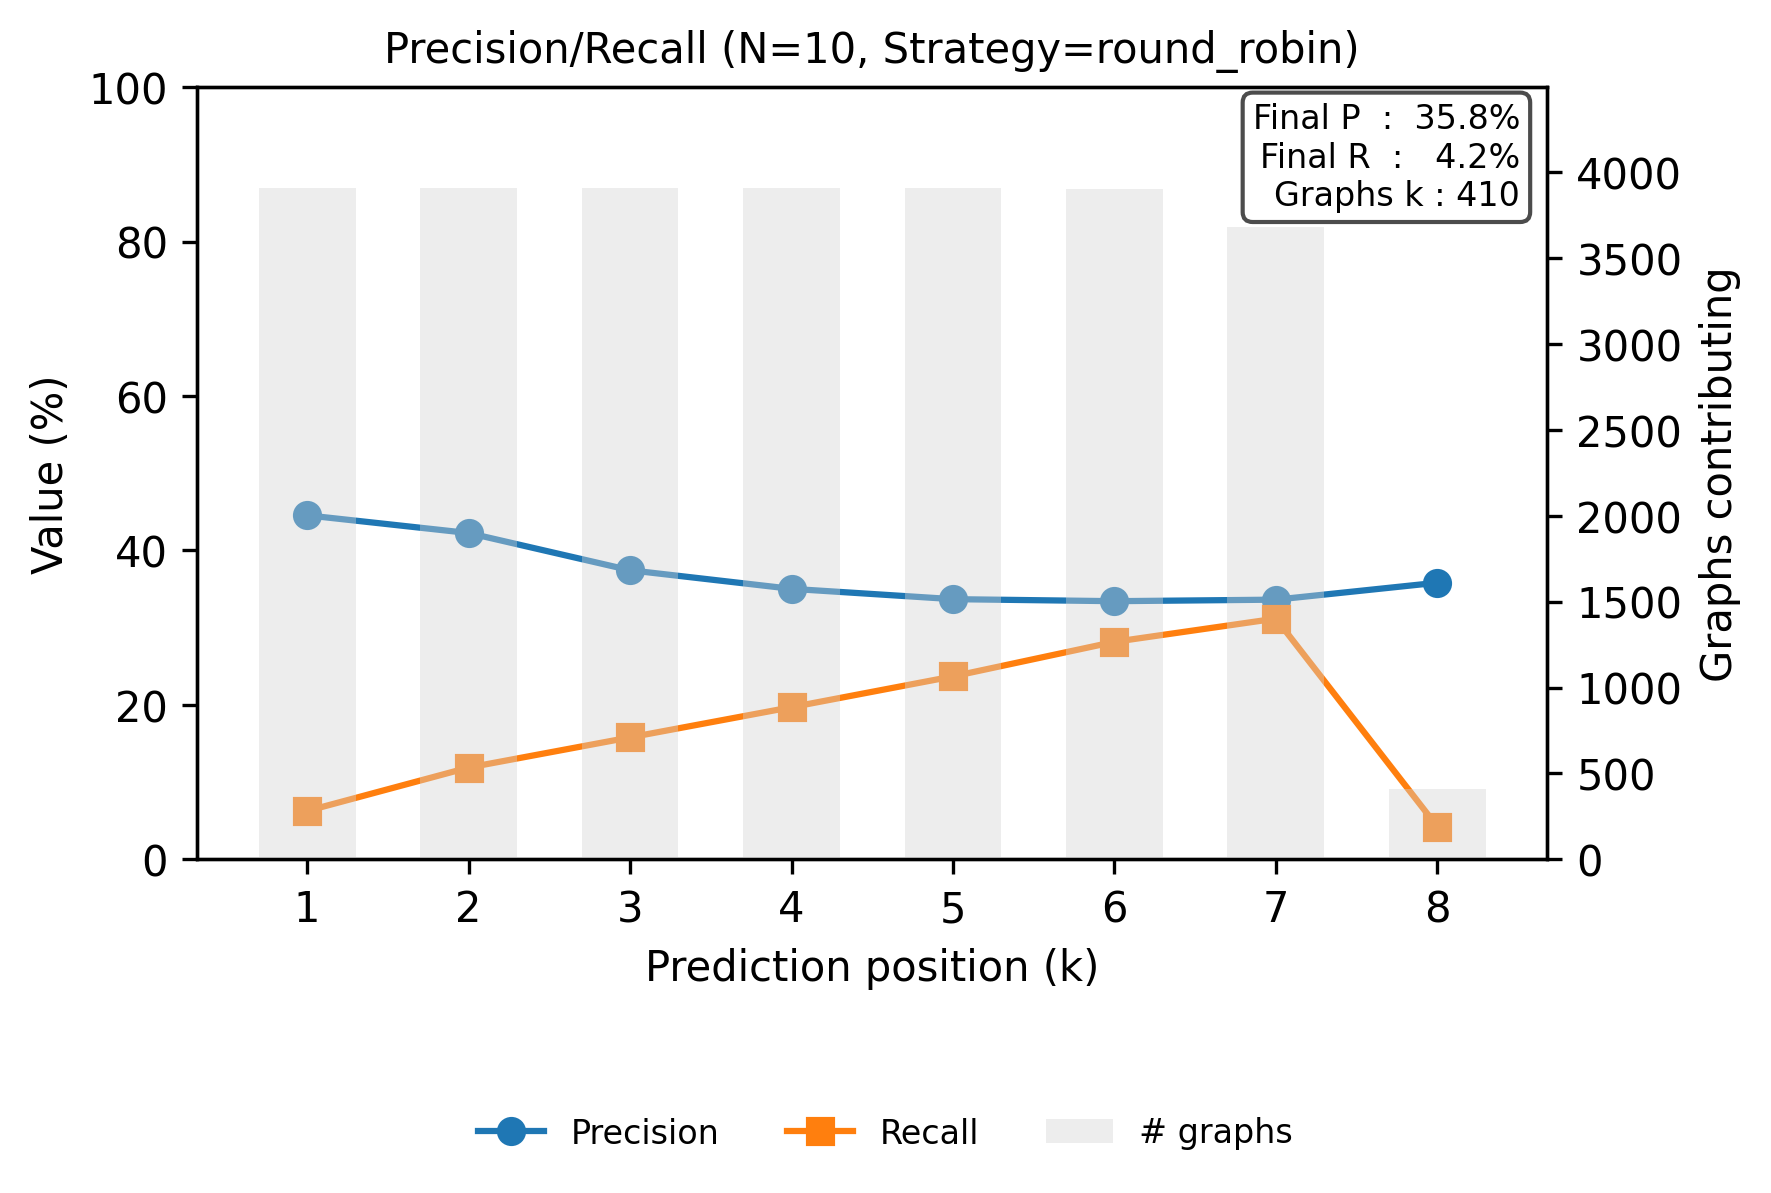 Precision/Recall (N=10, Strategy=round_robin)
Final P : 35.8%
Final R : 4.2%
Graphs k : 410
Value (%)
100
80
60
40
20
0
4000
3500
3000
2500
2000
1500
1000
500
0
Graphs contributing
1 2 3 4 5 6 7 8
Prediction position (k)
Precision Recall # graphs